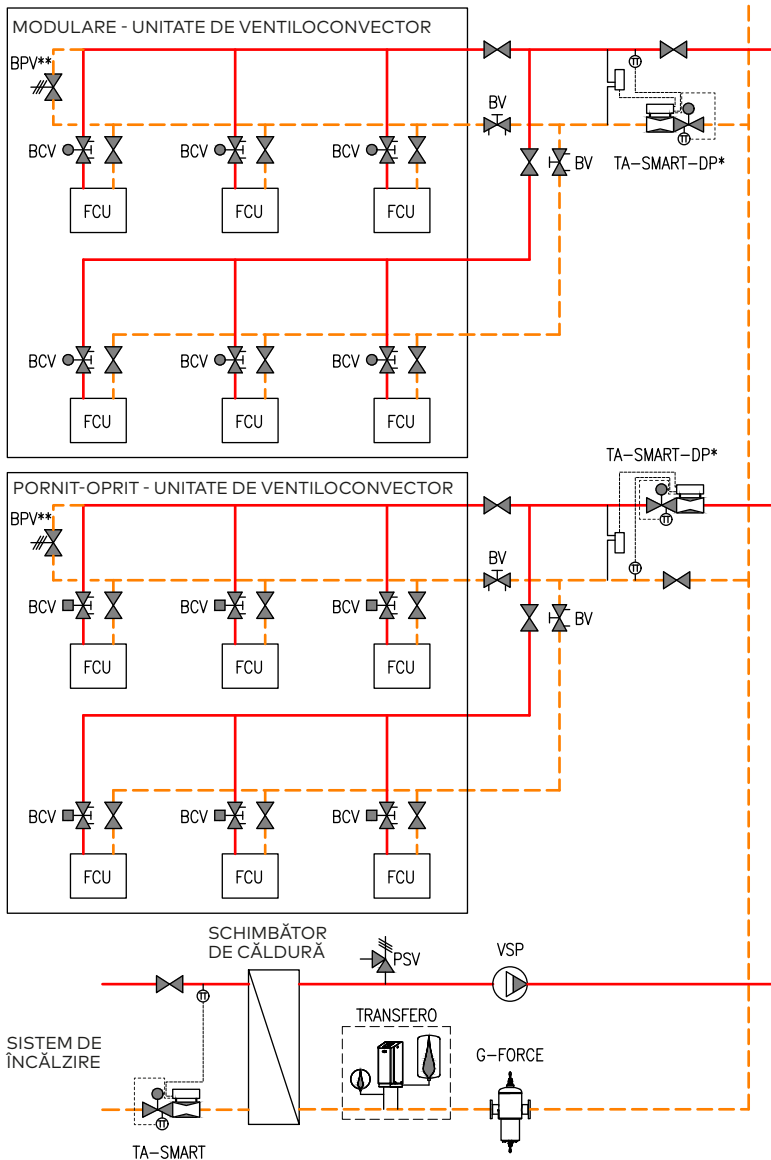 MODULARE - UNITATE DE VENTILOCONVECTOR
BPV**
BV
BCV
BCV
BCV
BV
TA-SMART-DP*
FCU
FCU
FCU
BCV
BCV
BCV
FCU
FCU
FCU
TA-SMART-DP*
PORNIT-OPRIT - UNITATE DE VENTILOCONVECTOR
BPV**
BV
BCV
BCV
BCV
BV
FCU
FCU
FCU
BCV
BCV
BCV
FCU
FCU
FCU
SCHIMBĂTOR
DE CĂLDURĂ
PSV
VSP
TRANSFERO
SISTEM DE
ÎNCĂLZIRE
G-FORCE
TA-SMART